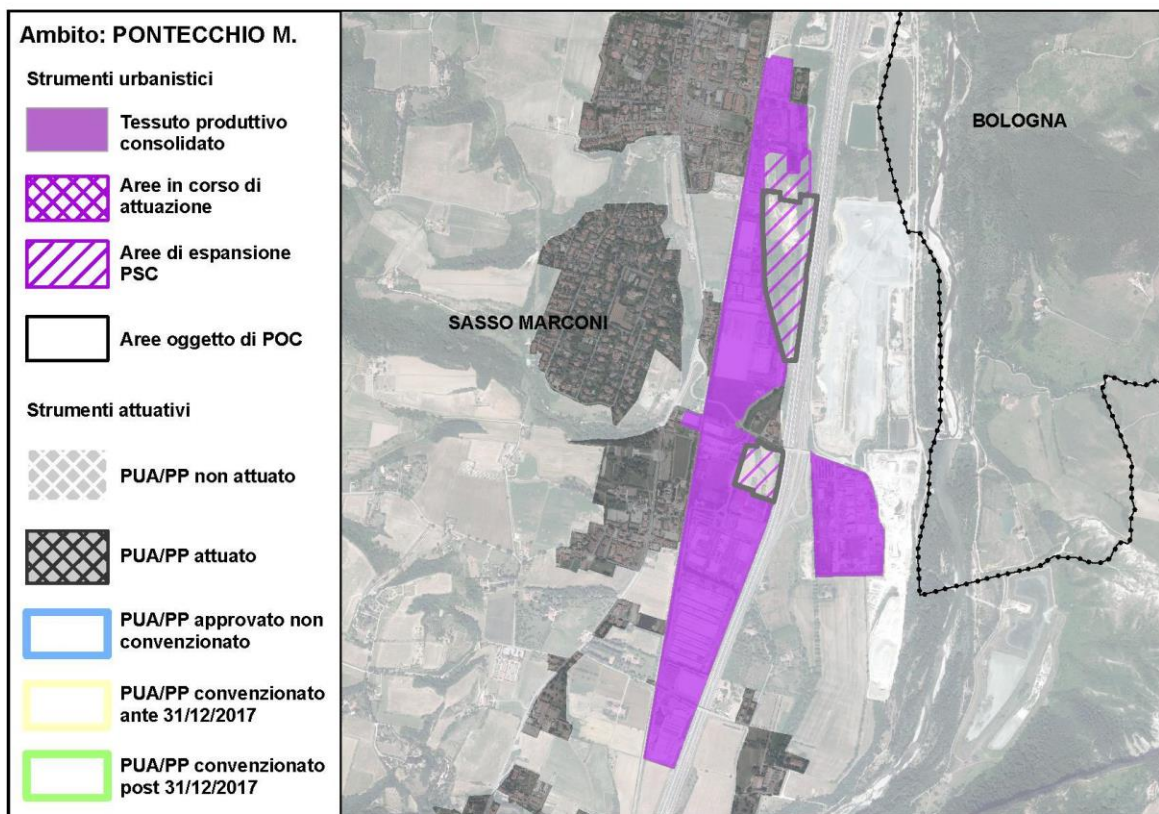 Ambito: PONTECCHIO M.
Strumenti urbanistici
Tessuto produttivo
consolidato
Aree in corso di
attuazione
Aree di espansione
PSC
Aree oggetto di POC
Strumenti attuativi
PUA/PP non attuato
PUA/PP attuato
PUA/PP approvato non
convenzionato
PUA/PP convenzionato
ante 31/12/2017
PUA/PP convenzionato
post 31/12/2017
BOLOGNA
SASSO MARCONI